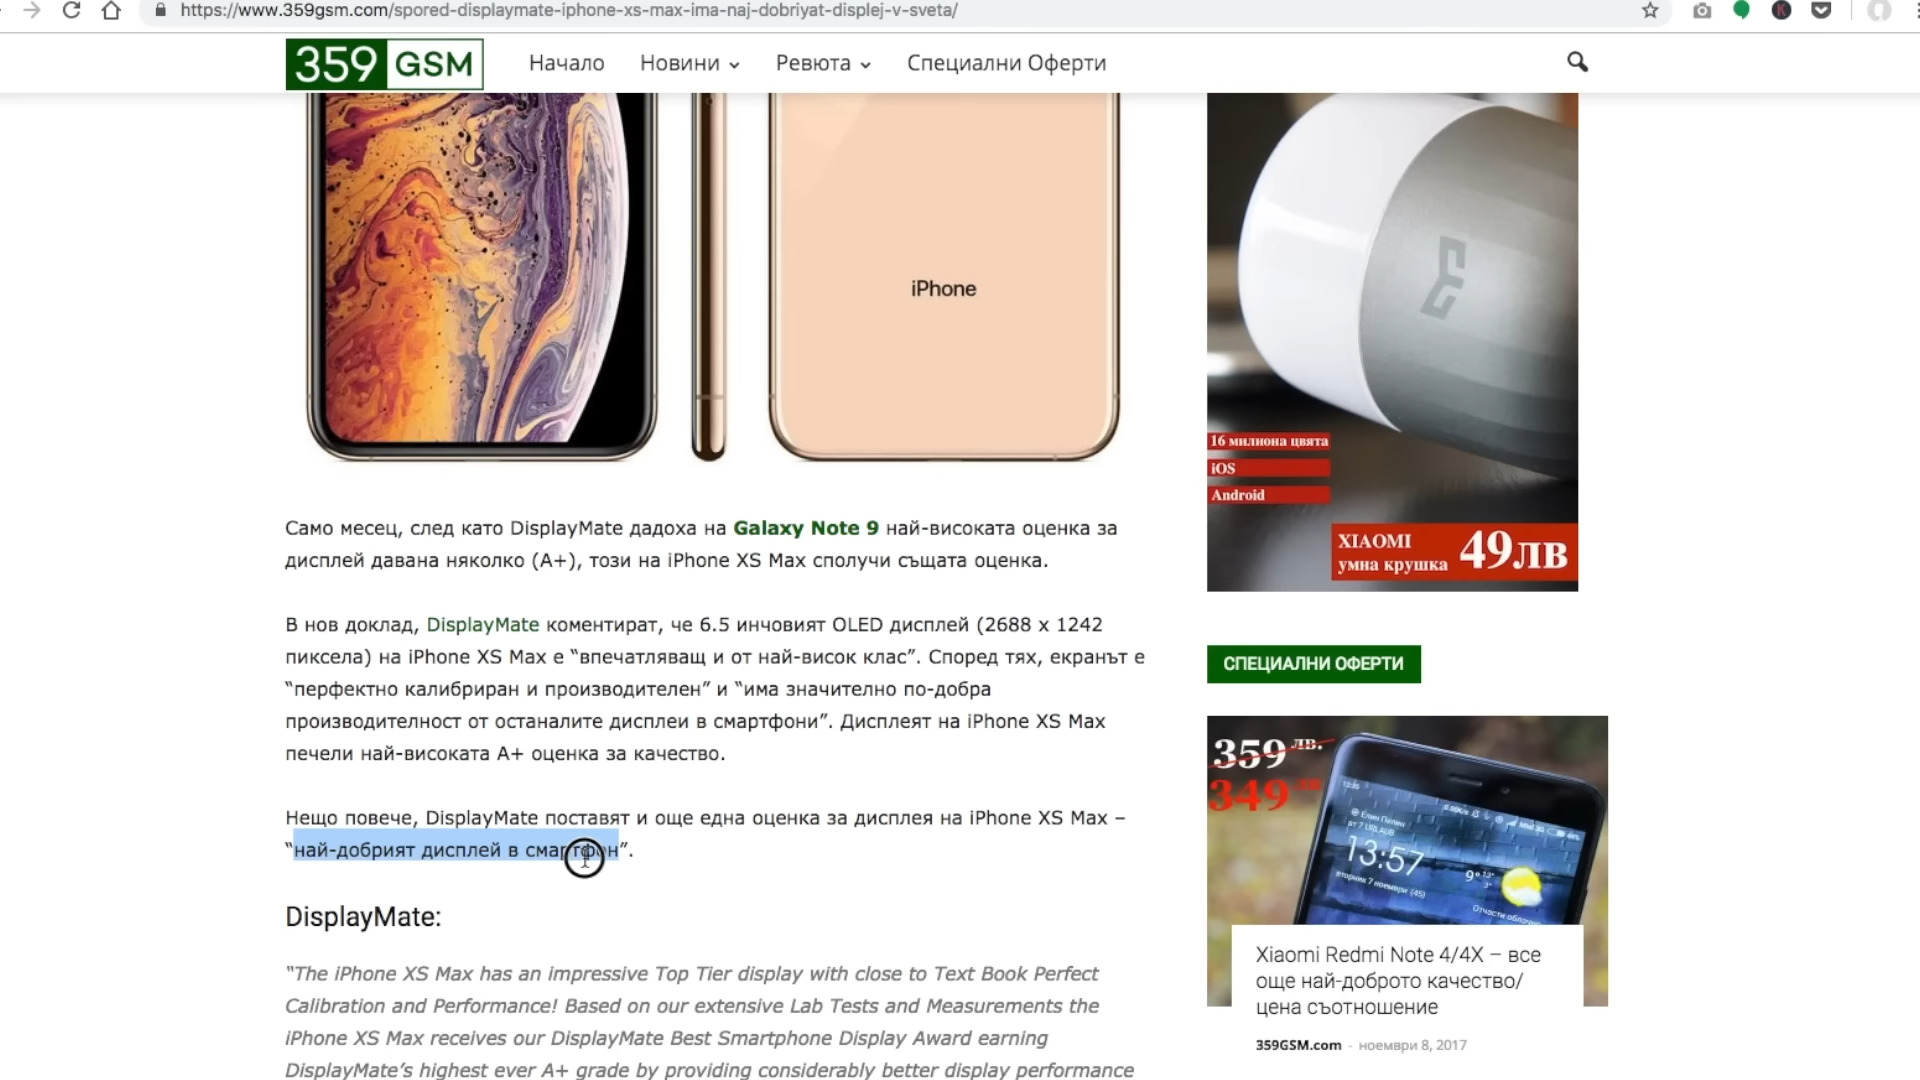 https://www.359gsm.com/spored-displaymate-iphone-xs-max-ima-naj-dobriyat-displej-v-sveta/
359 GSM
Начало
Новини
Ревюта
Специални Оферти
iPhone
16 милиона цвята
iOS
Android
XIAOMI
умна крушка
49лв
Само месец, след като DisplayMate дадоха на Galaxy Note 9 най-високата оценка за
дисплей давана няколко (A+), този на iPhone XS Max сполучи същата оценка.
В нов доклад, DisplayMate коментират, че 6.5 инчовият OLED дисплей (2688 x 1242
пиксела) на iPhone XS Max е “впечатляващ и от най-висок клас”. Според тях, екранът е
“перфектно калибриран и производителен” и “има значително по-добра
производителност от останалите дисплеи в смартфони”. Дисплеят на iPhone XS Max
печели най-високата A+ оценка за качество.
Нещо повече, DisplayMate поставят и още една оценка за дисплея на iPhone XS Max –
“най-добрият дисплей в смартфон”.
DisplayMate:
“The iPhone XS Max has an impressive Top Tier display with close to Text Book Perfect
Calibration and Performance! Based on our extensive Lab Tests and Measurements the
iPhone XS Max receives our DisplayMate Best Smartphone Display Award earning
DisplayMate’s highest ever A+ grade by providing considerably better display performance
СПЕЦИАЛНИ ОФЕРТИ
359 лв.
349
13:57
вторник 7 ноември (45)
9°
Отчасти облачно
Xiaomi Redmi Note 4/4X – все
още най-доброто качество/
цена съотношение
359GSM.com - ноември 8, 2017